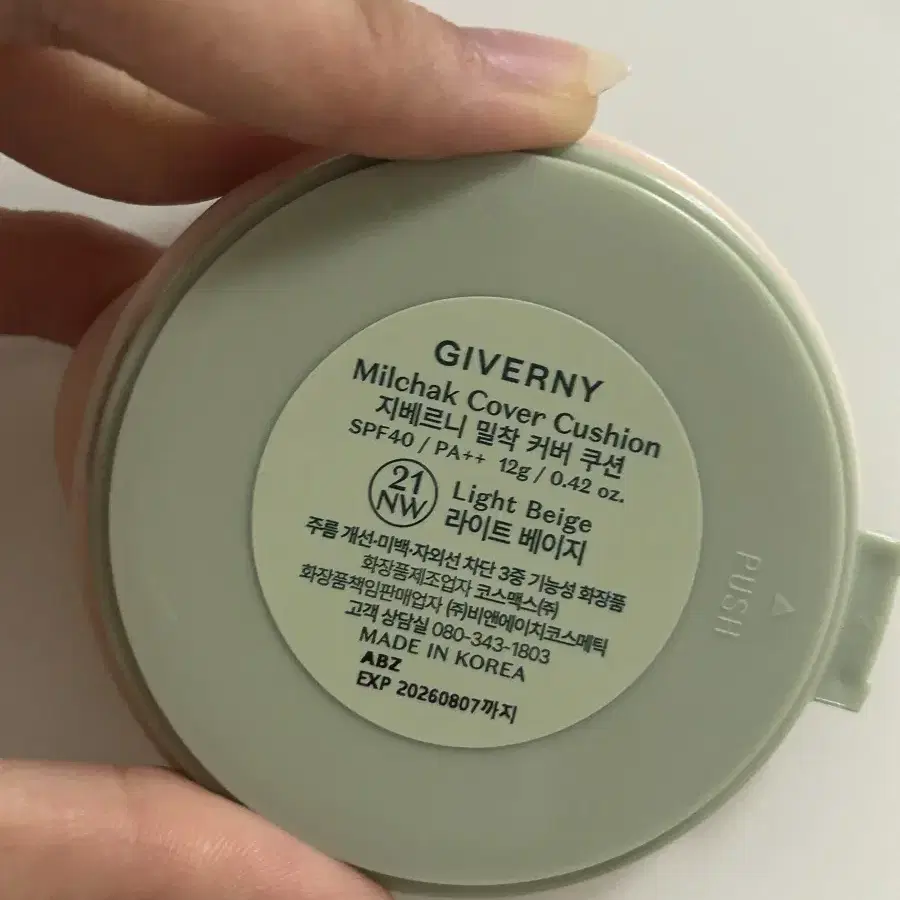 GIVERNY
Milchak Cover Cushion
지베르니 밀착 커버 쿠션
SPF40 / PA++ 12g / 0.42 oz.
21
NW
Light Beige
라이트 베이지
주름 개선·미백·자외선 차단 3중 기능성 화장품
화장품제조업자 코스맥스㈜
화장품책임판매업자 ㈜비앤에이치코스메틱
고객 상담실 080-343-1803
MADE IN KOREA
ABZ
EXP 20260807까지
PUSH